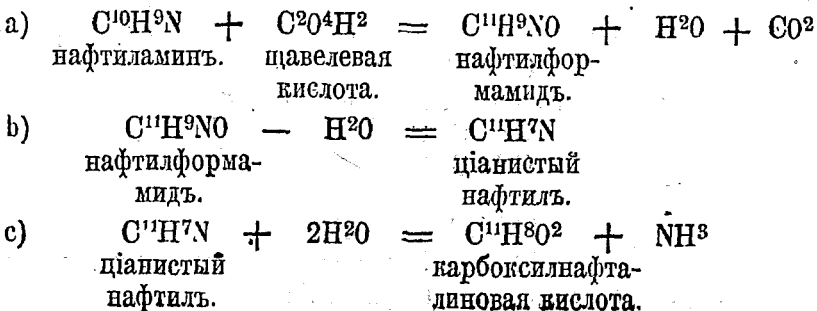 a) C¹⁰H⁹N + C²O⁴H² = C¹¹H⁹NO + H²O + CO²
нафтиламинъ. щавелевая нафтилфор-
кислота. мамидъ.
b) C¹¹H⁹NO — H²O = C¹¹H⁷N
нафтилформа- ціанистый
мидъ. нафтилъ.
c) C¹¹H⁷N + 2H²O = C¹¹H⁸O² + NH³
ціанистый карбоксилнафта-
нафтилъ. линовая кислота.